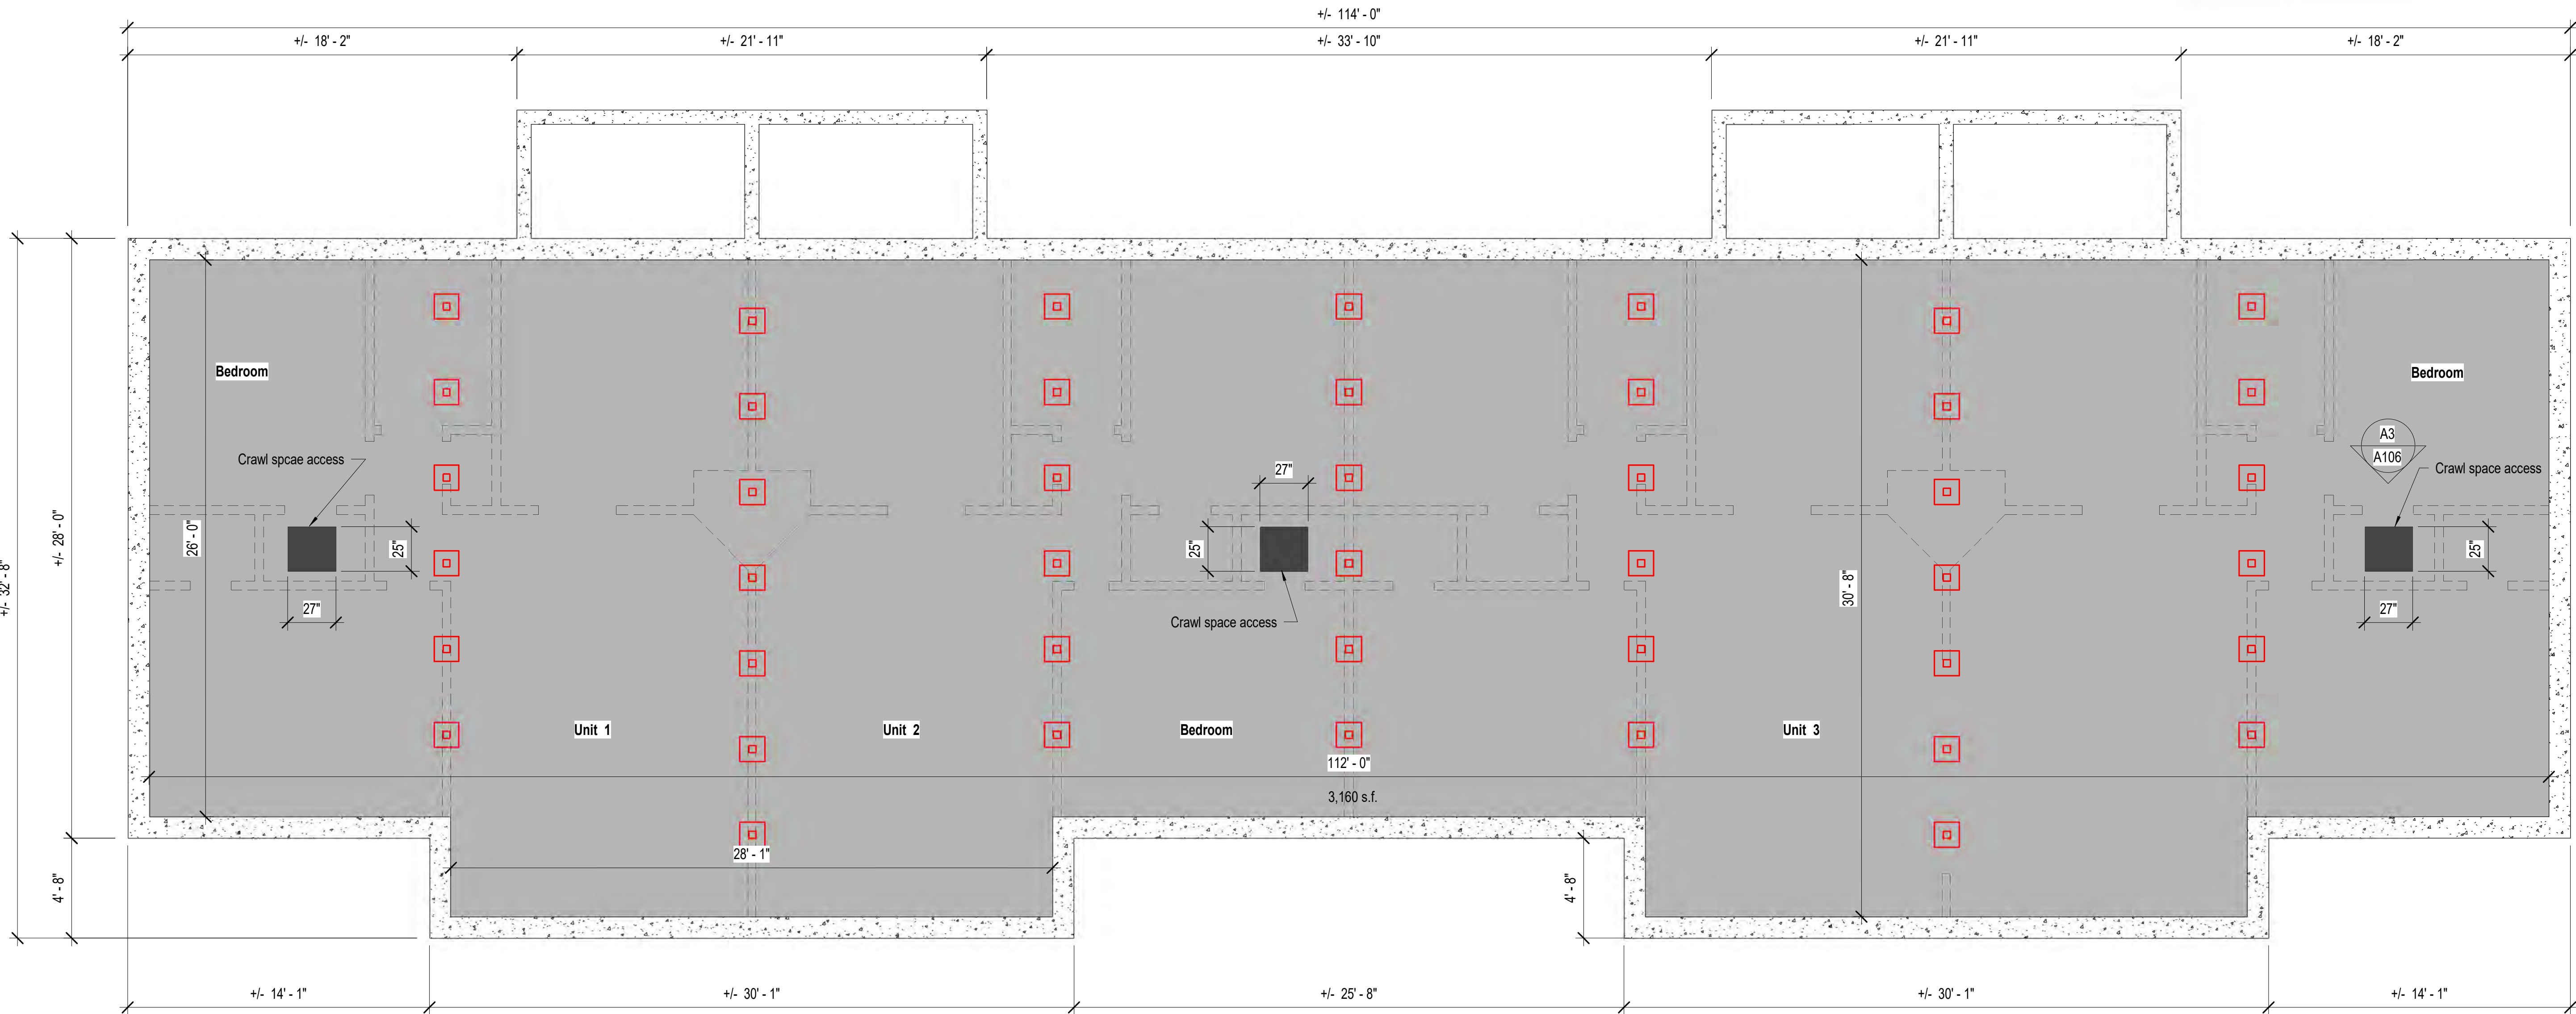 +/-  114' - 0"
+/-  18' - 2"
+/-  21' - 11"
+/-  33' - 10"
+/-  21' - 11"
+/-  18' - 2"
Bedroom
Bedroom
A3
A106
Crawl spcae access
27"
Crawl space access
+/-  32' - 8"
+/-  28' - 0"
26' - 0"
25"
25"
30' - 8"
25"
27"
Crawl space access
27"
Unit  1
Unit  2
Bedroom
Unit  3
112' - 0"
3,160 s.f.
28' - 1"
4' - 8"
4' - 8"
+/-  14' - 1"
+/-  30' - 1"
+/-  25' - 8"
+/-  30' - 1"
+/-  14' - 1"